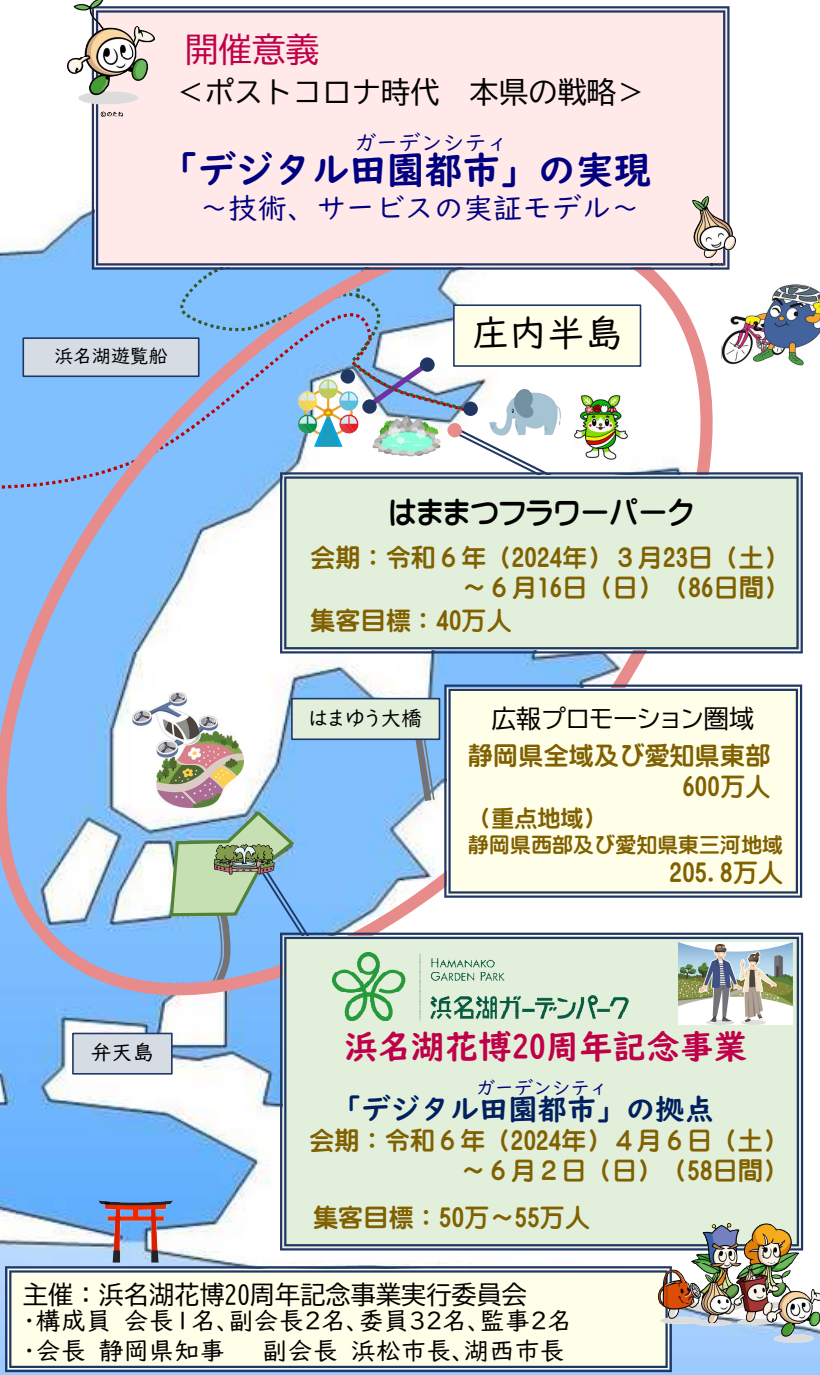 開催意義
＜ポストコロナ時代　本県の戦略＞
ガーデンシティ
「デジタル田園都市」の実現
～技術、サービスの実証モデル～
©のたね
庄内半島
浜名湖遊覧船
はままつフラワーパーク
会期：令和６年（2024年）３月23日（土）
～６月16日（日）（86日間）
集客目標：40万人
はまゆう大橋
広報プロモーション圏域
静岡県全域及び愛知県東部
600万人
（重点地域）
静岡県西部及び愛知県東三河地域
205.8万人
HAMANAKO
GARDEN PARK
浜名湖ガーデンパーク
浜名湖花博20周年記念事業
ガーデンシティ
「デジタル田園都市」の拠点
会期：令和６年（2024年）４月６日（土）
～６月２日（日）（58日間）
集客目標：50万～55万人
弁天島
主催：浜名湖花博20周年記念事業実行委員会
・構成員 会長1名、副会長2名、委員32名、監事2名
・会長 静岡県知事　副会長 浜松市長、湖西市長